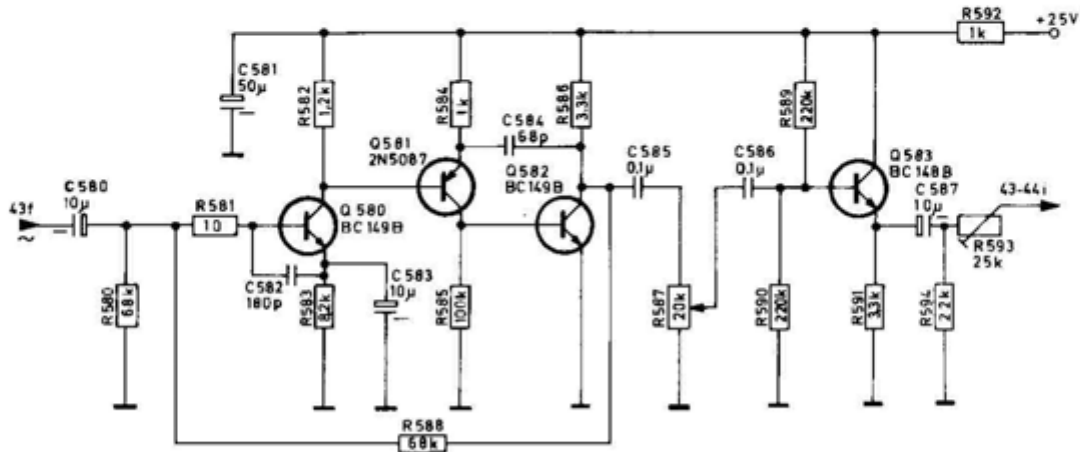 R592
1k
+25V
C581
50µ
R582
1,2k
R584
1k
R586
3.3k
R589
220k
C584
68p
Q581
2N5087
Q582
BC149B
C585
0.1µ
C586
0.1µ
Q583
BC148B
C587
10µ
43-44i
C580
10µ
43f
~
R581
10
Q580
BC149B
R593
25k
C582
180p
C583
10µ
R580
68k
R583
8,2k
R585
100k
R587
20k
R590
220k
R591
3.3k
R594
2.2k
R588
68k